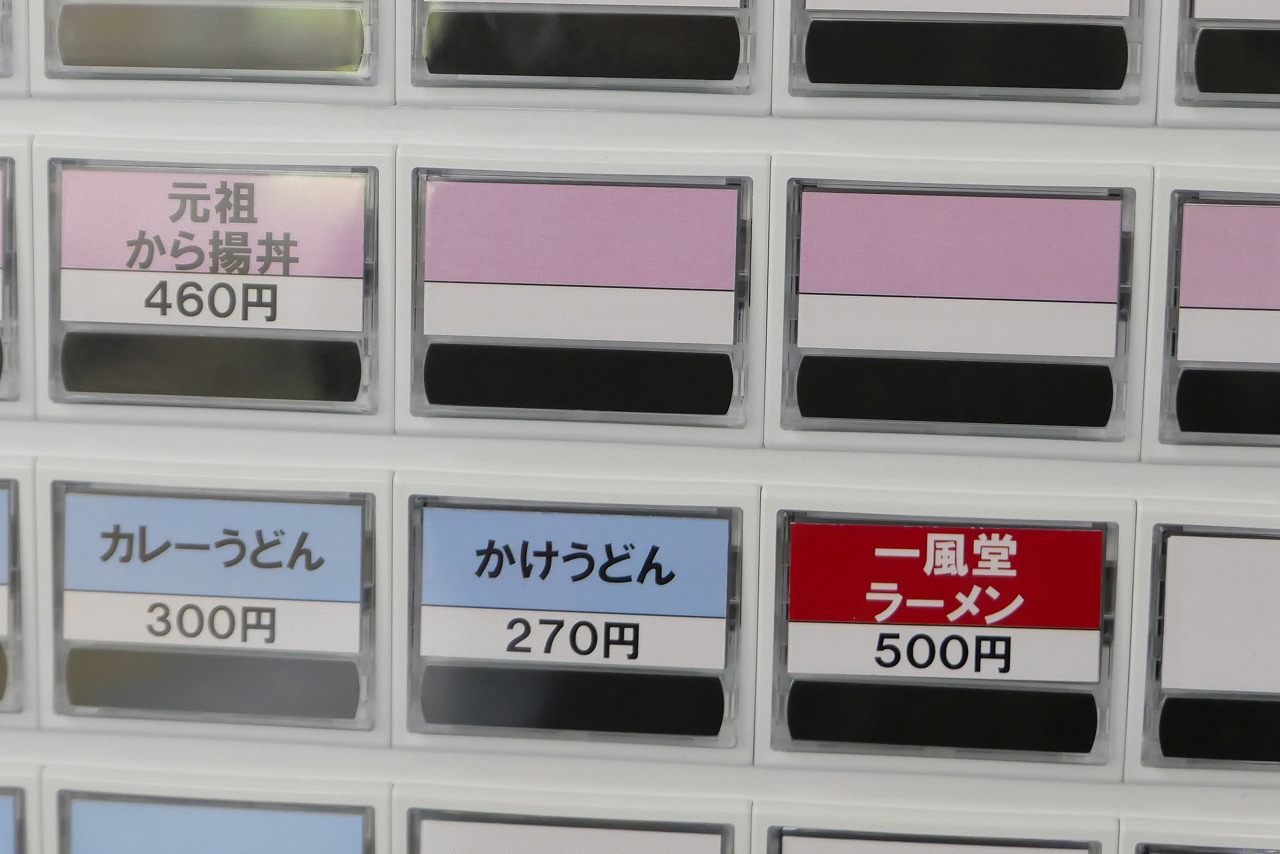 元祖
から揚丼
460円
カレーうどん
300円
かけうどん
270円
一風堂
ラーメン
500円